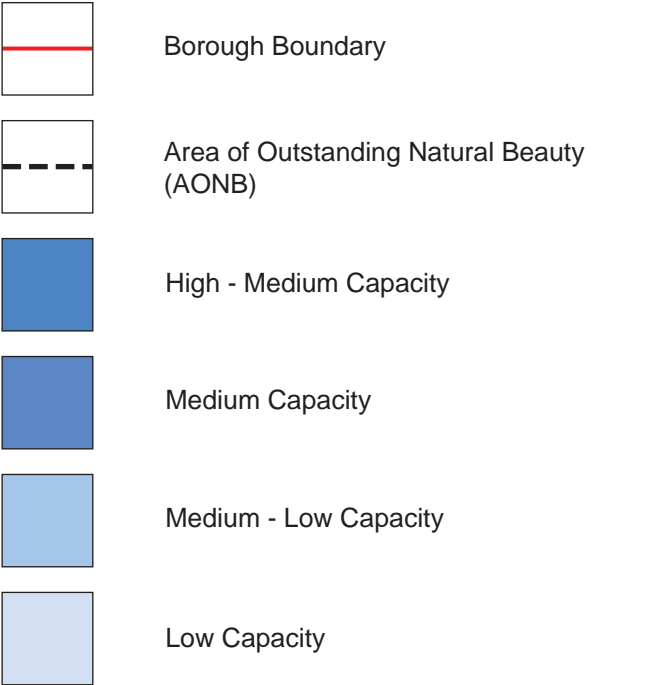 Borough Boundary
Area of Outstanding Natural Beauty
(AONB)
High - Medium Capacity
Medium Capacity
Medium - Low Capacity
Low Capacity